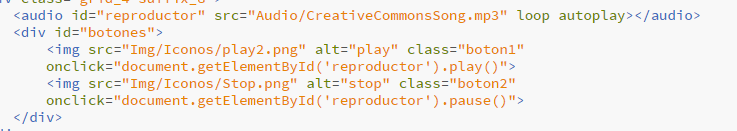 <audio id="reproductor" src="Audio/CreativeCommonsSong.mp3" loop autoplay></audio>
<div id="botones">
<img src="Img/Iconos/play2.png" alt="play" class="boton1"
onclick="document.getElementById('reproductor').play()">
<img src="Img/Iconos/Stop.png" alt="stop" class="boton2"
onclick="document.getElementById('reproductor').pause()">
</div>